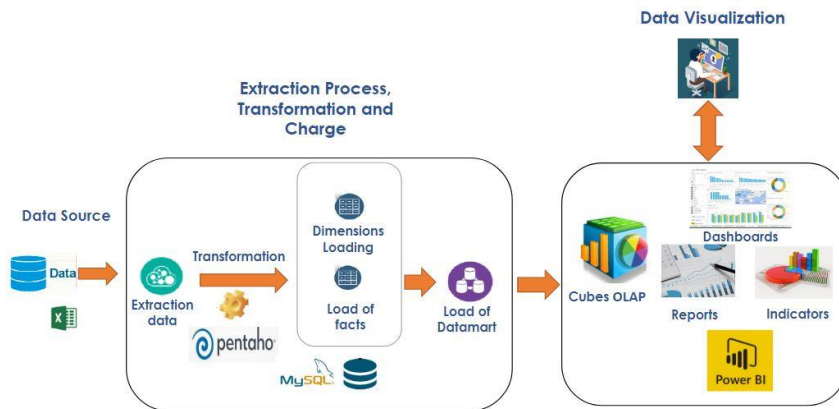 Data Visualization
Extraction Process,
Transformation and
Charge
Data Source
Data
Transformation
Extraction
data
pentaho
Dimensions
Loading
Load of
facts
MySQL
Load of
Datamart
Dashboards
Cubes OLAP
Reports
Indicators
Power BI